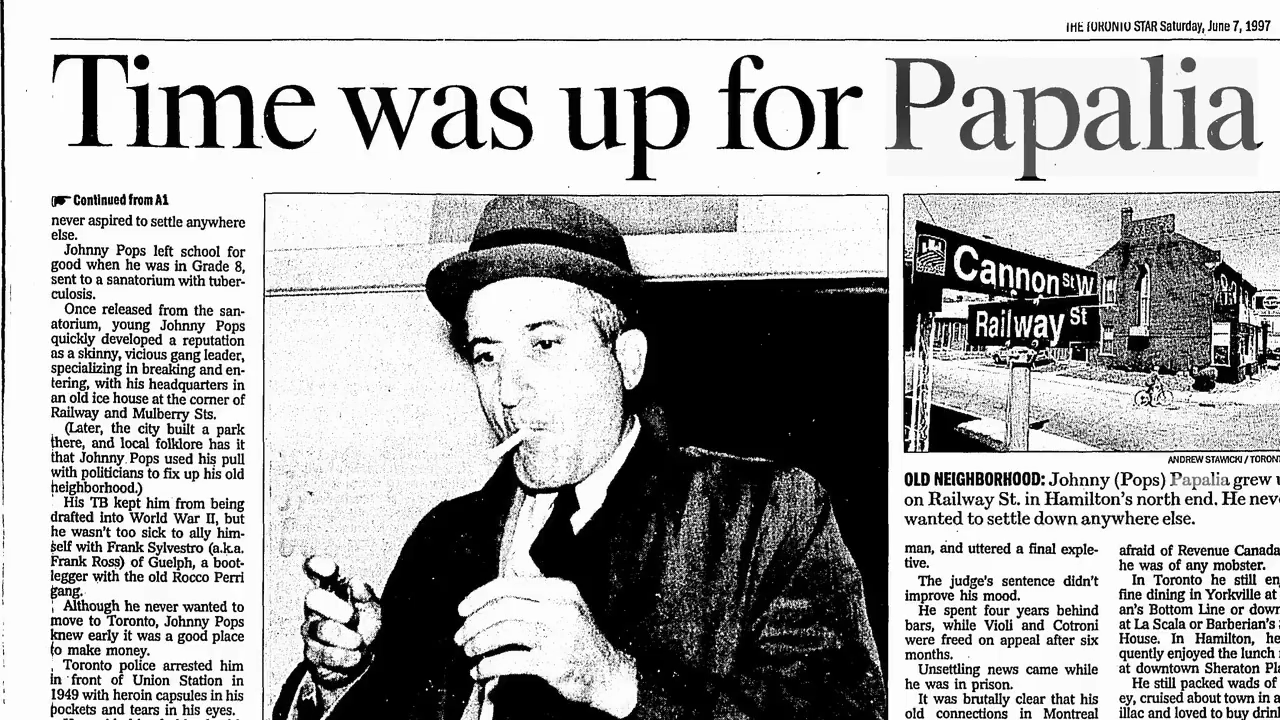 THE TORONTO STAR Saturday, June 7, 1997
Time was up for Papalia
Continued from A1
never aspired to settle anywhere
else.
Johnny Pops left school for
good when he was in Grade 8,
sent to a sanatorium with tuber-
culosis.
Once released from the san-
atorium, young Johnny Pops
quickly developed a reputation
as a skinny, vicious gang leader,
specializing in breaking and en-
tering, with his headquarters in
an old ice house at the corner of
Railway and Mulberry Sts.
(Later, the city built a park
there, and local folklore has it
that Johnny Pops used his pull
with politicians to fix up his old
neighborhood.)
His TB kept him from being
drafted into World War II, but
he wasn't too sick to ally him-
self with Frank Sylvestro (a.k.a.
Frank Ross) of Guelph, a boot-
legger with the old Rocco Perri
gang.
Although he never wanted to
move to Toronto, Johnny Pops
knew early it was a good place
to make money.
Toronto police arrested him
in front of Union Station in
1949 with heroin capsules in his
pockets and tears in his eyes.
Cannon St W
Railway St
ANDREW STAWICKI / TORONT
OLD NEIGHBORHOOD: Johnny (Pops) Papalia grew u
on Railway St. in Hamilton's north end. He nev
wanted to settle down anywhere else.
man, and uttered a final exple-
tive.
The judge's sentence didn't
improve his mood.
He spent four years behind
bars, while Violi and Cotroni
were freed on appeal after six
months.
Unsettling news came while
he was in prison.
It was brutally clear that his
old connections in Montreal
afraid of Revenue Canada
he was of any mobster.
In Toronto he still en
fine dining in Yorkville at
an's Bottom Line or down
at La Scala or Barberian's
House. In Hamilton, he
quently enjoyed the lunch
at downtown Sheraton Pl
He still packed wads of
ey, cruised about town in a
illac and loved to buy drin